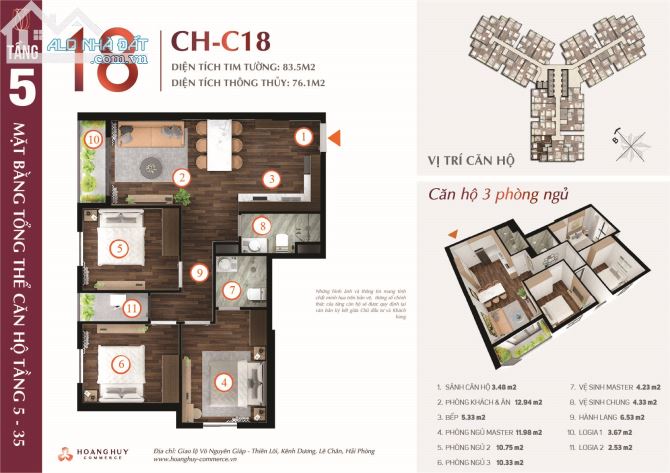 TẦNG
5
MẶT BẰNG TỔNG THỂ CĂN HỘ TẦNG 5 - 35
ALO NHÀ ĐẤT
.com.vn
18
CH-C18
DIỆN TÍCH TIM TƯỜNG: 83.5M2
DIỆN TÍCH THÔNG THỦY: 76.1M2
10
1
2
3
8
5
9
7
11
6
4
VỊ TRÍ CĂN HỘ
B
Căn hộ 3 phòng ngủ
Những hình ảnh và thông tin mang tính
chất minh họa trên bản vẽ, thông số chính
thức của từng căn hộ sẽ được quy định tại
văn bản ký kết giữa Chủ đầu tư và Khách
hàng
1. SẢNH CĂN HỘ 3.48 m2
2. PHÒNG KHÁCH & ĂN 12.94 m2
3. BẾP 5.33 m2
4. PHÒNG NGỦ MASTER 11.98 m2
5. PHÒNG NGỦ 2 10.75 m2
6. PHÒNG NGỦ 3 10.33 m2
7. VỆ SINH MASTER 4.23 m2
8. VỆ SINH CHUNG 4.33 m2
9. HÀNH LANG 6.53 m2
10. LOGIA 1 3.67 m2
11. LOGIA 2 2.53 m2
HOANG HUY
COMMERCE
Địa chỉ: Giao lộ Võ Nguyên Giáp - Thiên Lôi, Kênh Dương, Lê Chân, Hải Phòng
www.hoanghuy-commerce.vn